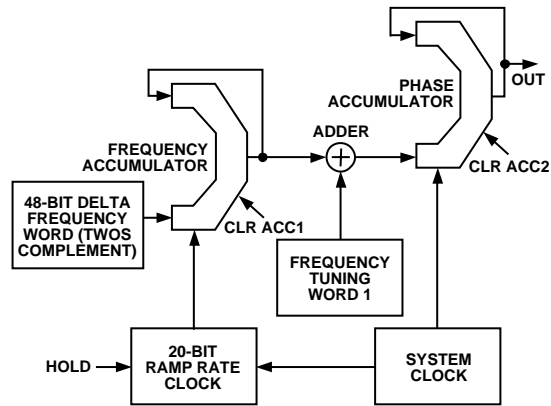 PHASE
ACCUMULATOR
OUT
ADDER
FREQUENCY
ACCUMULATOR
CLR ACC2
48-BIT DELTA
FREQUENCY
WORD (TWOS
COMPLEMENT)
CLR ACC1
FREQUENCY
TUNING
WORD 1
HOLD
20-BIT
RAMP RATE
CLOCK
SYSTEM
CLOCK